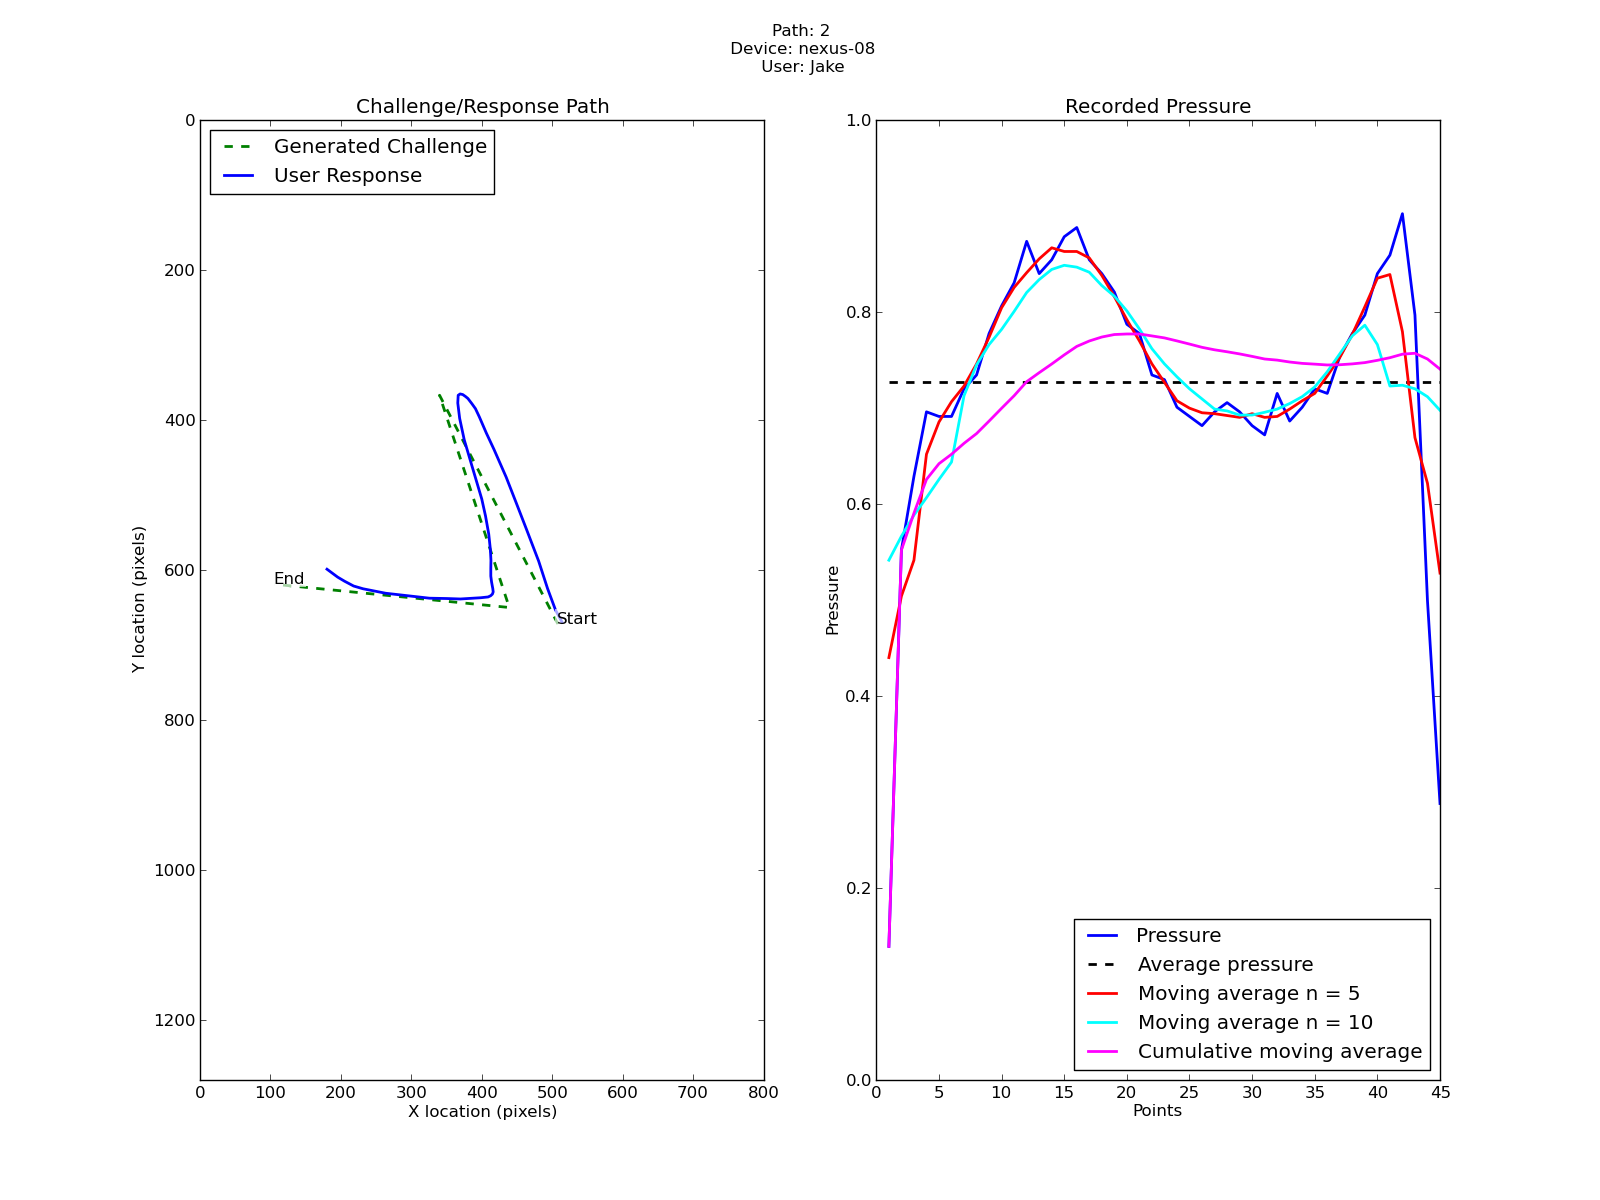 Path: 2
Device: nexus-08
User: Jake
Challenge/Response Path
Generated Challenge
User Response
0
200
400
600
800
1000
1200
Y location (pixels)
End
Start
0 100 200 300 400 500 600 700 800
X location (pixels)
Recorded Pressure
1.0
0.8
0.6
0.4
0.2
0.0
Pressure
Pressure
Average pressure
Moving average n = 5
Moving average n = 10
Cumulative moving average
0 5 10 15 20 25 30 35 40 45
Points